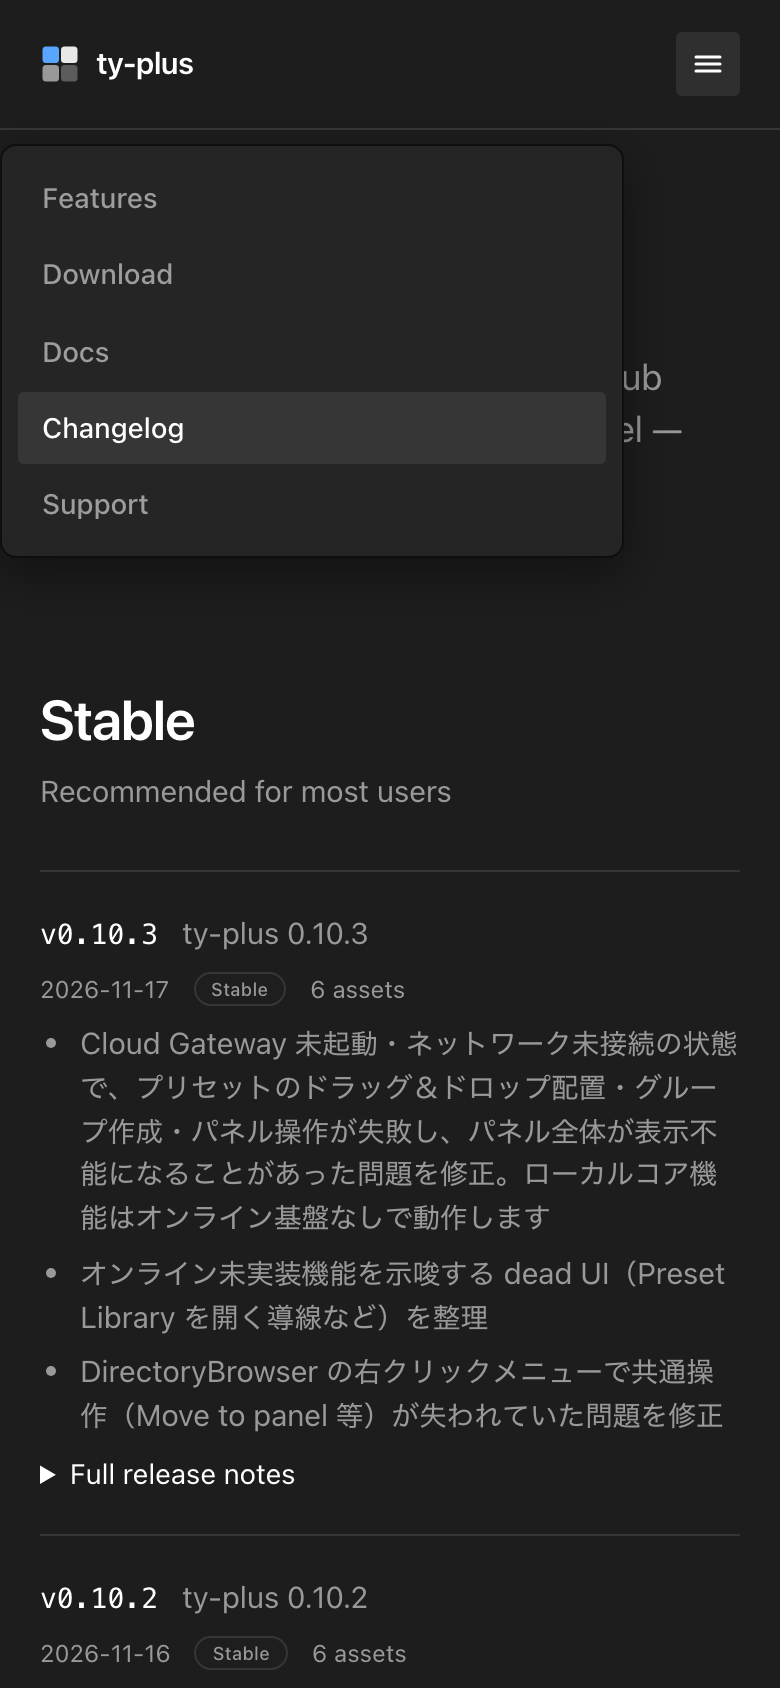 ty-plus
Features
Download
Docs
Changelog
Support
ub
el —
Stable
Recommended for most users
v0.10.3 ty-plus 0.10.3
2026-11-17 Stable 6 assets
• Cloud Gateway 未起動・ネットワーク未接続の状態
で、プリセットのドラッグ＆ドロップ配置・グルー
プ作成・パネル操作が失敗し、パネル全体が表示不
能になることがあった問題を修正。ローカルコア機
能はオンライン基盤なしで動作します
• オンライン未実装機能を示唆する dead UI（Preset
Library を開く導線など）を整理
• DirectoryBrowser の右クリックメニューで共通操
作（Move to panel 等）が失われていた問題を修正
▶ Full release notes
v0.10.2 ty-plus 0.10.2
2026-11-16 Stable 6 assets